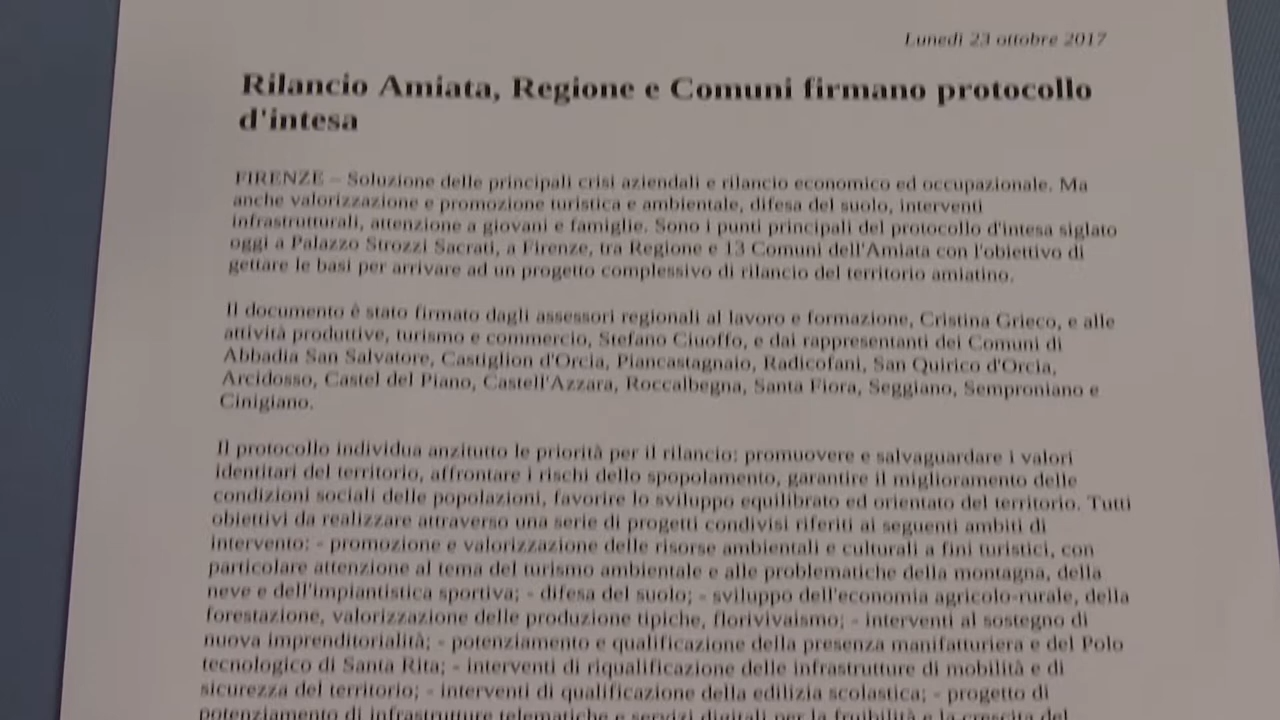 Lunedì 23 ottobre 2017
Rilancio Amiata, Regione e Comuni firmano protocollo
d'intesa
FIRENZE – Soluzione delle principali crisi aziendali e rilancio economico ed occupazionale. Ma
anche valorizzazione e promozione turistica e ambientale, difesa del suolo, interventi
infrastrutturali, attenzione a giovani e famiglie. Sono i punti principali del protocollo d'intesa siglato
oggi a Palazzo Strozzi Sacrati, a Firenze, tra Regione e 13 Comuni dell'Amiata con l'obiettivo di
gettare le basi per arrivare ad un progetto complessivo di rilancio del territorio amiatino.
Il documento è stato firmato dagli assessori regionali al lavoro e formazione, Cristina Grieco, e alle
attività produttive, turismo e commercio, Stefano Ciuoffo, e dai rappresentanti dei Comuni di
Abbadia San Salvatore, Castiglion d'Orcia, Piancastagnaio, Radicofani, San Quirico d'Orcia,
Arcidosso, Castel del Piano, Castell'Azzara, Roccalbegna, Santa Fiora, Seggiano, Semproniano e
Cinigiano.
Il protocollo individua anzitutto le priorità per il rilancio: promuovere e salvaguardare i valori
identitari del territorio, affrontare i rischi dello spopolamento, garantire il miglioramento delle
condizioni sociali delle popolazioni, favorire lo sviluppo equilibrato ed orientato del territorio. Tutti
obiettivi da realizzare attraverso una serie di progetti condivisi riferiti ai seguenti ambiti di
intervento: - promozione e valorizzazione delle risorse ambientali e culturali a fini turistici, con
particolare attenzione al tema del turismo ambientale e alle problematiche della montagna, della
neve e dell'impiantistica sportiva; - difesa del suolo; - sviluppo dell'economia agricolo-rurale, della
forestazione, valorizzazione delle produzione tipiche, florivivaismo; - interventi al sostegno di
nuova imprenditorialità; - potenziamento e qualificazione della presenza manifatturiera e del Polo
tecnologico di Santa Rita; - interventi di riqualificazione delle infrastrutture di mobilità e di
sicurezza del territorio; - interventi di qualificazione della edilizia scolastica; - progetto di
potenziamento di infrastrutture telematiche e servizi digitali per la fruibilità e la crescita del